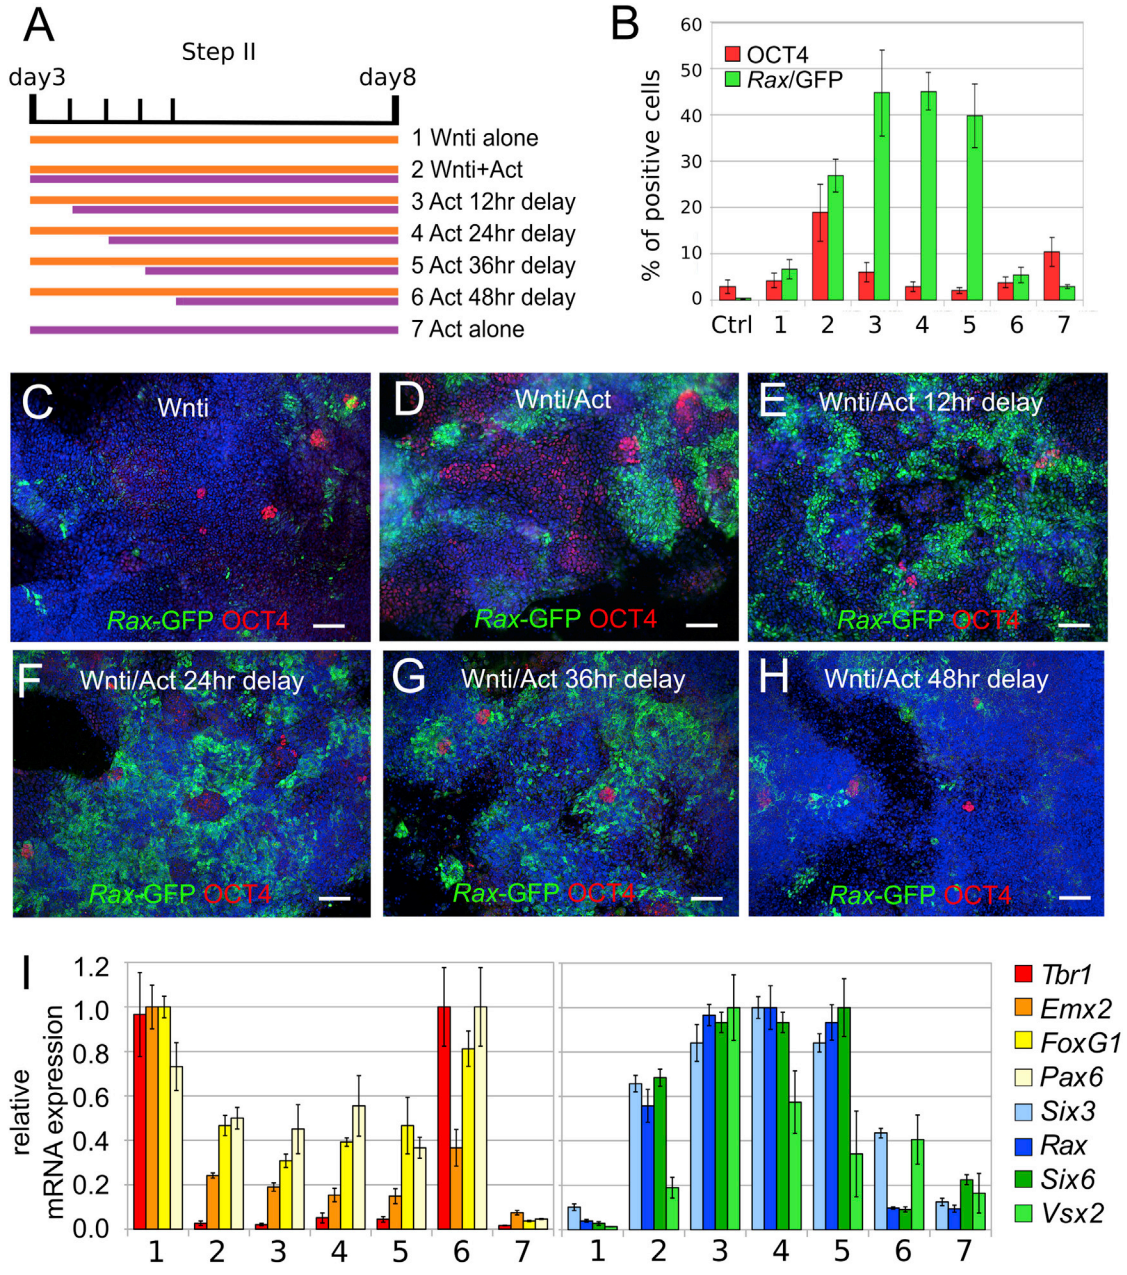 A
Step II
day3 day8
1 Wnti alone
2 Wnti+Act
3 Act 12hr delay
4 Act 24hr delay
5 Act 36hr delay
6 Act 48hr delay
7 Act alone
B
% of positive cells
60
50
40
30
20
10
0
OCT4
Rax/GFP
Ctrl 1 2 3 4 5 6 7
C
Wnti
Rax-GFP OCT4
D
Wnti/Act
Rax-GFP OCT4
E
Wnti/Act 12hr delay
Rax-GFP OCT4
F
Wnti/Act 24hr delay
Rax-GFP OCT4
G
Wnti/Act 36hr delay
Rax-GFP OCT4
H
Wnti/Act 48hr delay
Rax-GFP OCT4
I
relative
mRNA expression
1.2
1.0
0.8
0.6
0.4
0.2
0.0
1 2 3 4 5 6 7
1 2 3 4 5 6 7
Tbr1
Emx2
FoxG1
Pax6
Six3
Rax
Six6
Vsx2